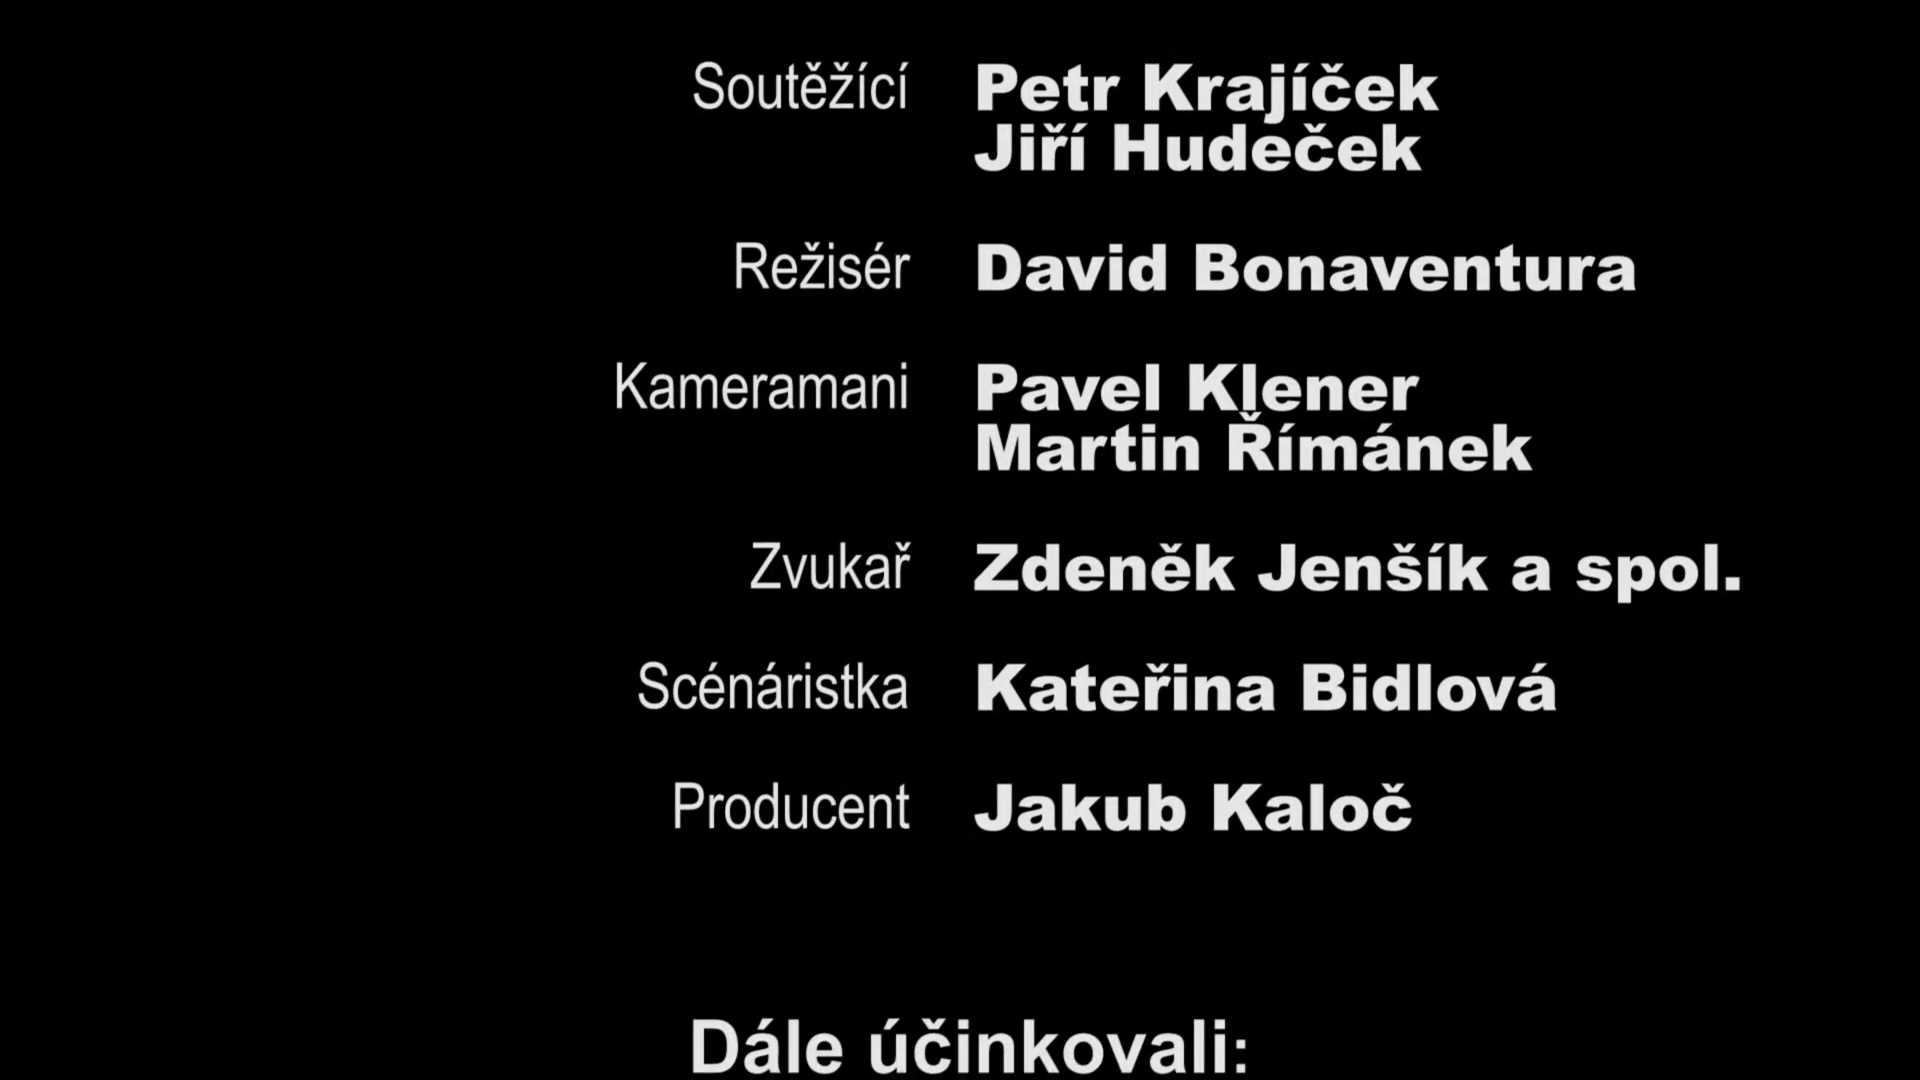 Soutěžící Petr Krajíček
Jiří Hudeček
Režisér David Bonaventura
Kameramani Pavel Klener
Martin Římánek
Zvukař Zdeněk Jenšík a spol.
Scénáristka Kateřina Bidlová
Producent Jakub Kaloč
Dále účinkovali: